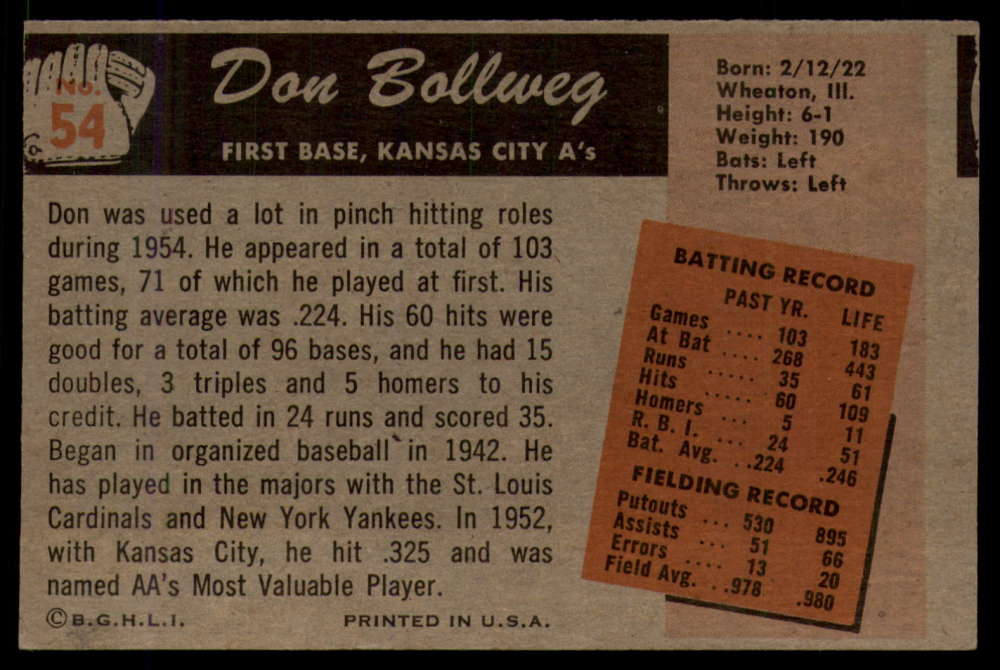 No.
54
Don Bollweg
FIRST BASE, KANSAS CITY A's
Born: 2/12/22
Wheaton, Ill.
Height: 6-1
Weight: 190
Bats: Left
Throws: Left
Don was used a lot in pinch hitting roles
during 1954. He appeared in a total of 103
games, 71 of which he played at first. His
batting average was .224. His 60 hits were
good for a total of 96 bases, and he had 15
doubles, 3 triples and 5 homers to his
credit. He batted in 24 runs and scored 35.
Began in organized baseball in 1942. He
has played in the majors with the St. Louis
Cardinals and New York Yankees. In 1952,
with Kansas City, he hit .325 and was
named AA's Most Valuable Player.
©B.G.H.L.I. PRINTED IN U.S.A.
BATTING RECORD
PAST YR. LIFE
Games .... 103 183
At Bat .... 268 443
Runs ..... 35 61
Hits ..... 60 109
Homers ... 5 11
R. B. I. ... 24 51
Bat. Avg. ..224 .246
FIELDING RECORD
Putouts ... 530 895
Assists ... 51 66
Errors .... 13 20
Field Avg. ..978 .980